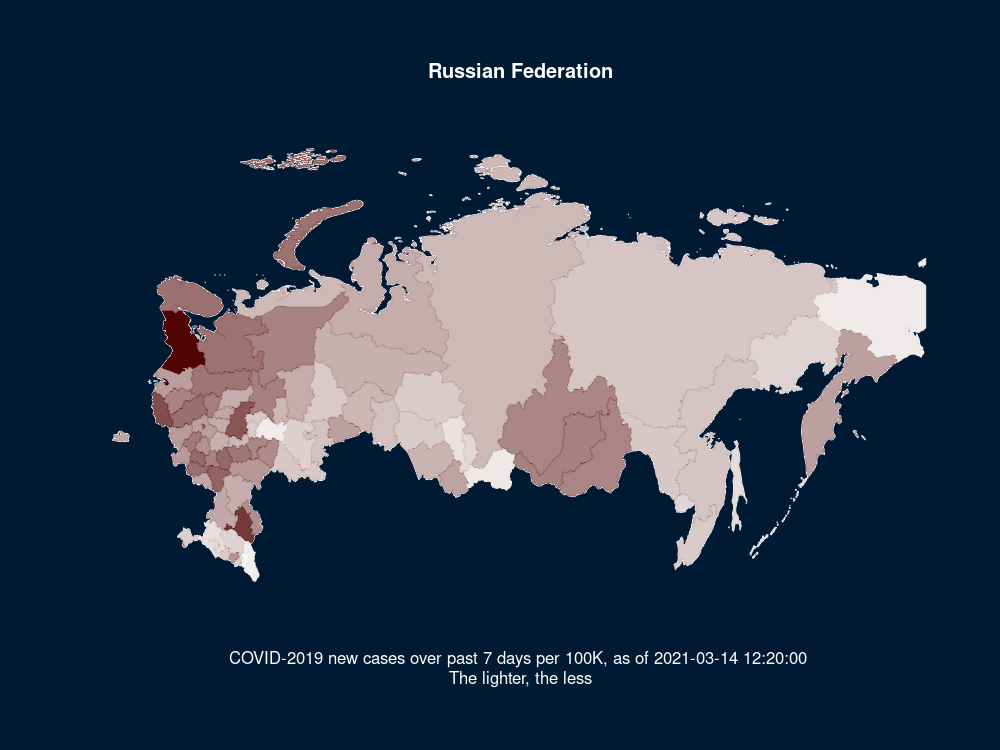 Russian Federation
COVID-2019 new cases over past 7 days per 100K, as of 2021-03-14 12:20:00
The lighter, the less